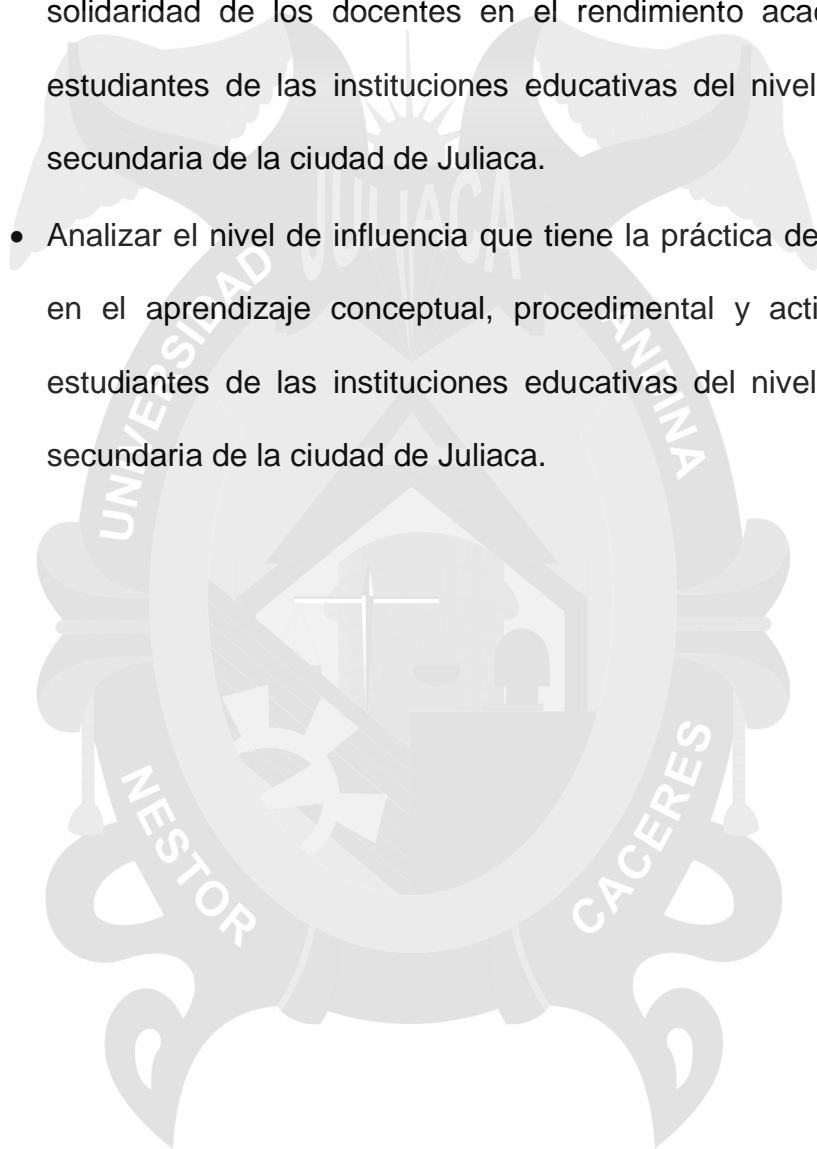 solidaridad de los docentes en el rendimiento
estudiantes de las instituciones educativas del nivel
secundaria de la ciudad de Juliaca.
• Analizar el nivel de influencia que tiene la práctica de
en el aprendizaje conceptual, procedimental y
estudiantes de las instituciones educativas del nivel
secundaria de la ciudad de Juliaca.
JULIACA
UNIVERSIDAD
ANDINA
NESTOR
CACERES